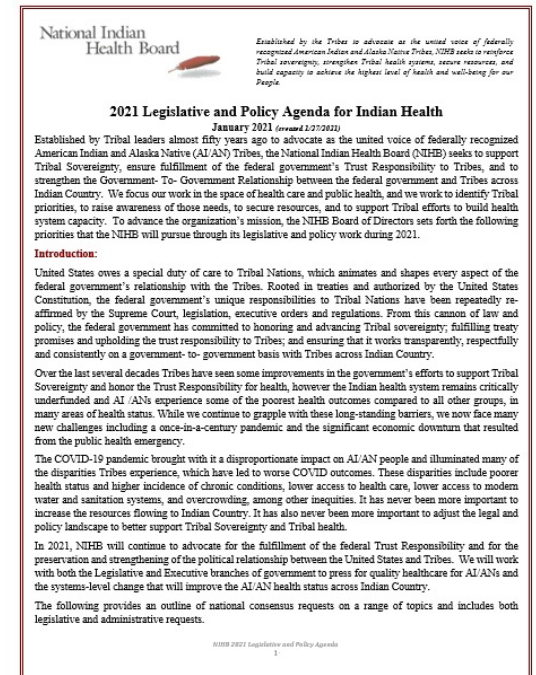 National Indian
Health Board
Established by the Tribes to advocate as the united voice of federally
recognized American Indian and Alaska Native Tribes, NIHB seeks to reinforce
Tribal sovereignty, strengthen Tribal health systems, secure resources, and
build capacity to achieve the highest level of health and well-being for our
People.
2021 Legislative and Policy Agenda for Indian Health
January 2021 (created 1/27/2021)
Established by Tribal leaders almost fifty years ago to advocate as the united voice of federally recognized
American Indian and Alaska Native (AI/AN) Tribes, the National Indian Health Board (NIHB) seeks to support
Tribal Sovereignty, ensure fulfillment of the federal government's Trust Responsibility to Tribes, and to
strengthen the Government- To- Government Relationship between the federal government and Tribes across
Indian Country. We focus our work in the space of health care and public health, and we work to identify Tribal
priorities, to raise awareness of those needs, to secure resources, and to support Tribal efforts to build health
system capacity. To advance the organization's mission, the NIHB Board of Directors sets forth the following
priorities that the NIHB will pursue through its legislative and policy work during 2021.
Introduction:
United States owes a special duty of care to Tribal Nations, which animates and shapes every aspect of the
federal government's relationship with the Tribes. Rooted in treaties and authorized by the United States
Constitution, the federal government's unique responsibilities to Tribal Nations have been repeatedly re-
affirmed by the Supreme Court, legislation, executive orders and regulations. From this cannon of law and
policy, the federal government has committed to honoring and advancing Tribal sovereignty; fulfilling treaty
promises and upholding the trust responsibility to Tribes; and ensuring that it works transparently, respectfully
and consistently on a government- to- government basis with Tribes across Indian Country.
Over the last several decades Tribes have seen some improvements in the government's efforts to support Tribal
Sovereignty and honor the Trust Responsibility for health, however the Indian health system remains critically
underfunded and AI /ANs experience some of the poorest health outcomes compared to all other groups, in
many areas of health status. While we continue to grapple with these long-standing barriers, we now face many
new challenges including a once-in-a-century pandemic and the significant economic downturn that resulted
from the public health emergency.
The COVID-19 pandemic brought with it a disproportionate impact on AI/AN people and illuminated many of
the disparities Tribes experience, which have led to worse COVID outcomes. These disparities include poorer
health status and higher incidence of chronic conditions, lower access to health care, lower access to modern
water and sanitation systems, and overcrowding, among other inequities. It has never been more important to
increase the resources flowing to Indian Country. It has also never been more important to adjust the legal and
policy landscape to better support Tribal Sovereignty and Tribal health.
In 2021, NIHB will continue to advocate for the fulfillment of the federal Trust Responsibility and for the
preservation and strengthening of the political relationship between the United States and Tribes. We will work
with both the Legislative and Executive branches of government to press for quality healthcare for AI/ANs and
the systems-level change that will improve the AI/AN health status across Indian Country.
The following provides an outline of national consensus requests on a range of topics and includes both
legislative and administrative requests.
NIHB 2021 Legislative and Policy Agenda
1